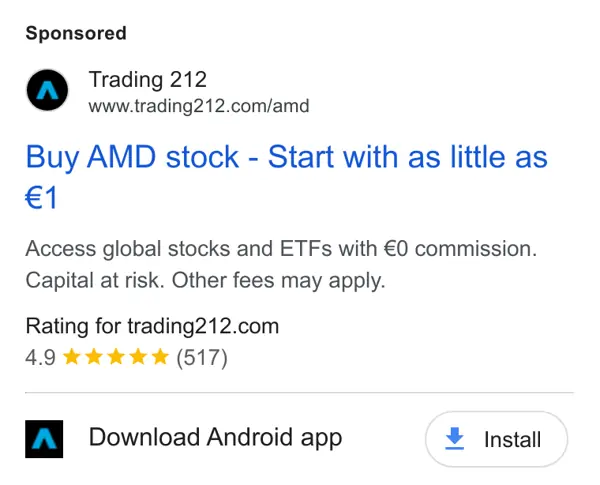 Sponsored
Trading 212
www.trading212.com/amd
Buy AMD stock - Start with as little as
€1
Access global stocks and ETFs with €0 commission.
Capital at risk. Other fees may apply.
Rating for trading212.com
4.9 ★★★★★ (517)
Download Android app
Install